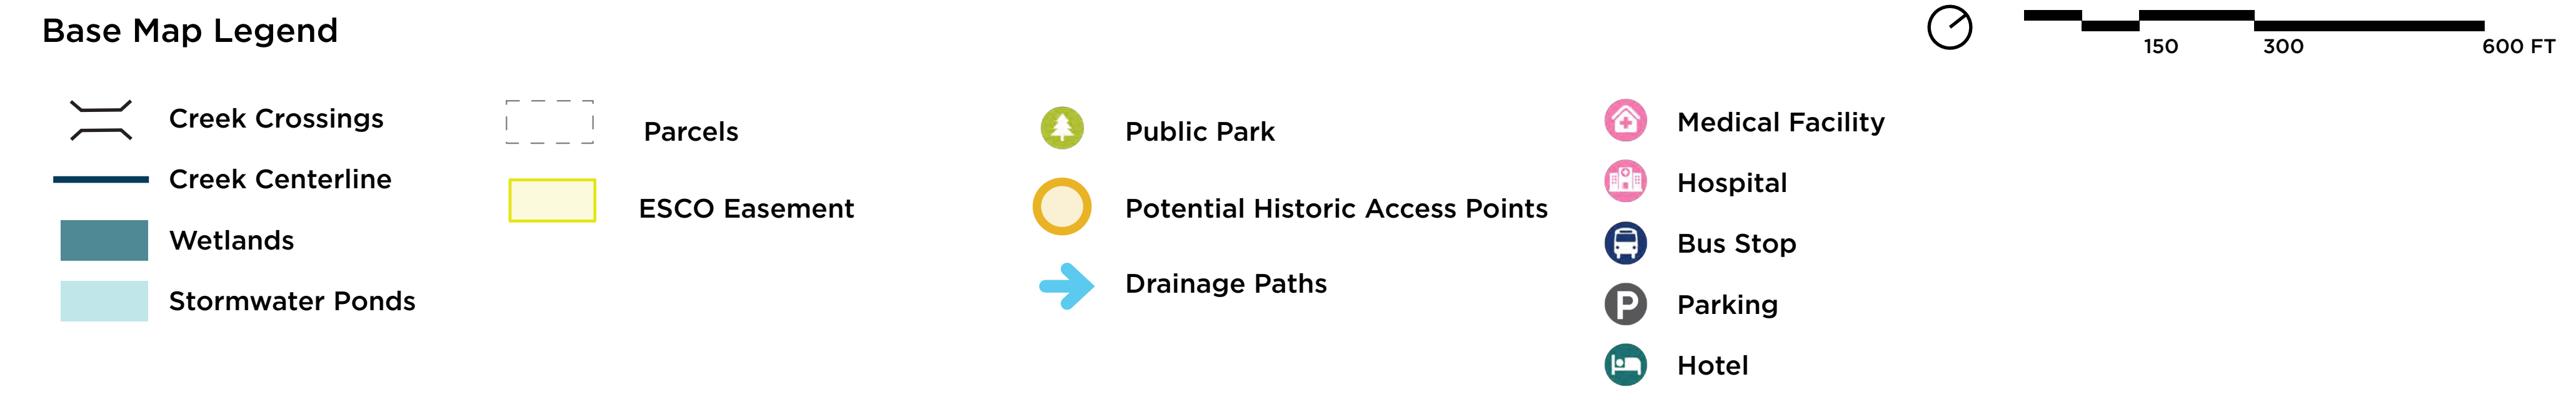 Base Map Legend
150 300 600 FT
Creek Crossings
Creek Centerline
Wetlands
Stormwater Ponds
Parcels
ESCO Easement
Public Park
Potential Historic Access Points
Drainage Paths
Medical Facility
Hospital
Bus Stop
P Parking
Hotel